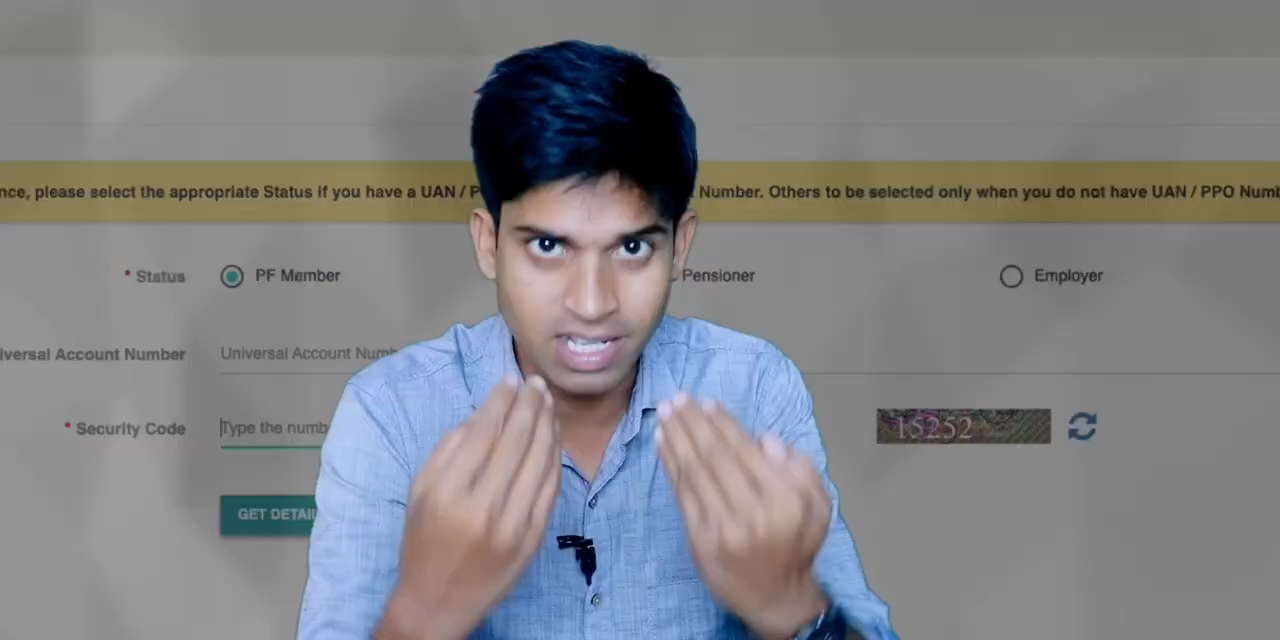 nce, please select the appropriate Status if you have a UAN / P Number. Others to be selected only when you do not have UAN / PPO Numb
* Status PF Member Pensioner Employer
iversal Account Number Universal Account Numb
* Security Code Type the numb 15252
GET DETAI